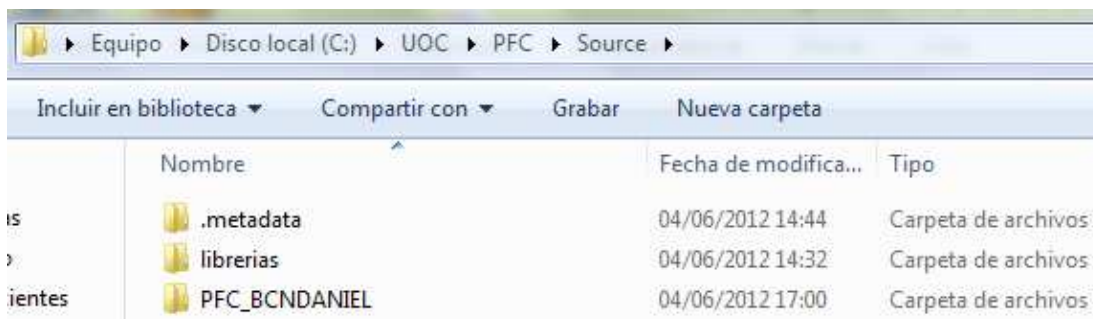 Equipo ▸ Disco local (C:) ▸ UOC ▸ PFC ▸ Source ▸
Incluir en biblioteca ▾ Compartir con ▾ Grabar Nueva carpeta
Nombre Fecha de modifica... Tipo
.metadata 04/06/2012 14:44 Carpeta de archivos
librerias 04/06/2012 14:32 Carpeta de archivos
ientes PFC_BCNDANIEL 04/06/2012 17:00 Carpeta de archivos